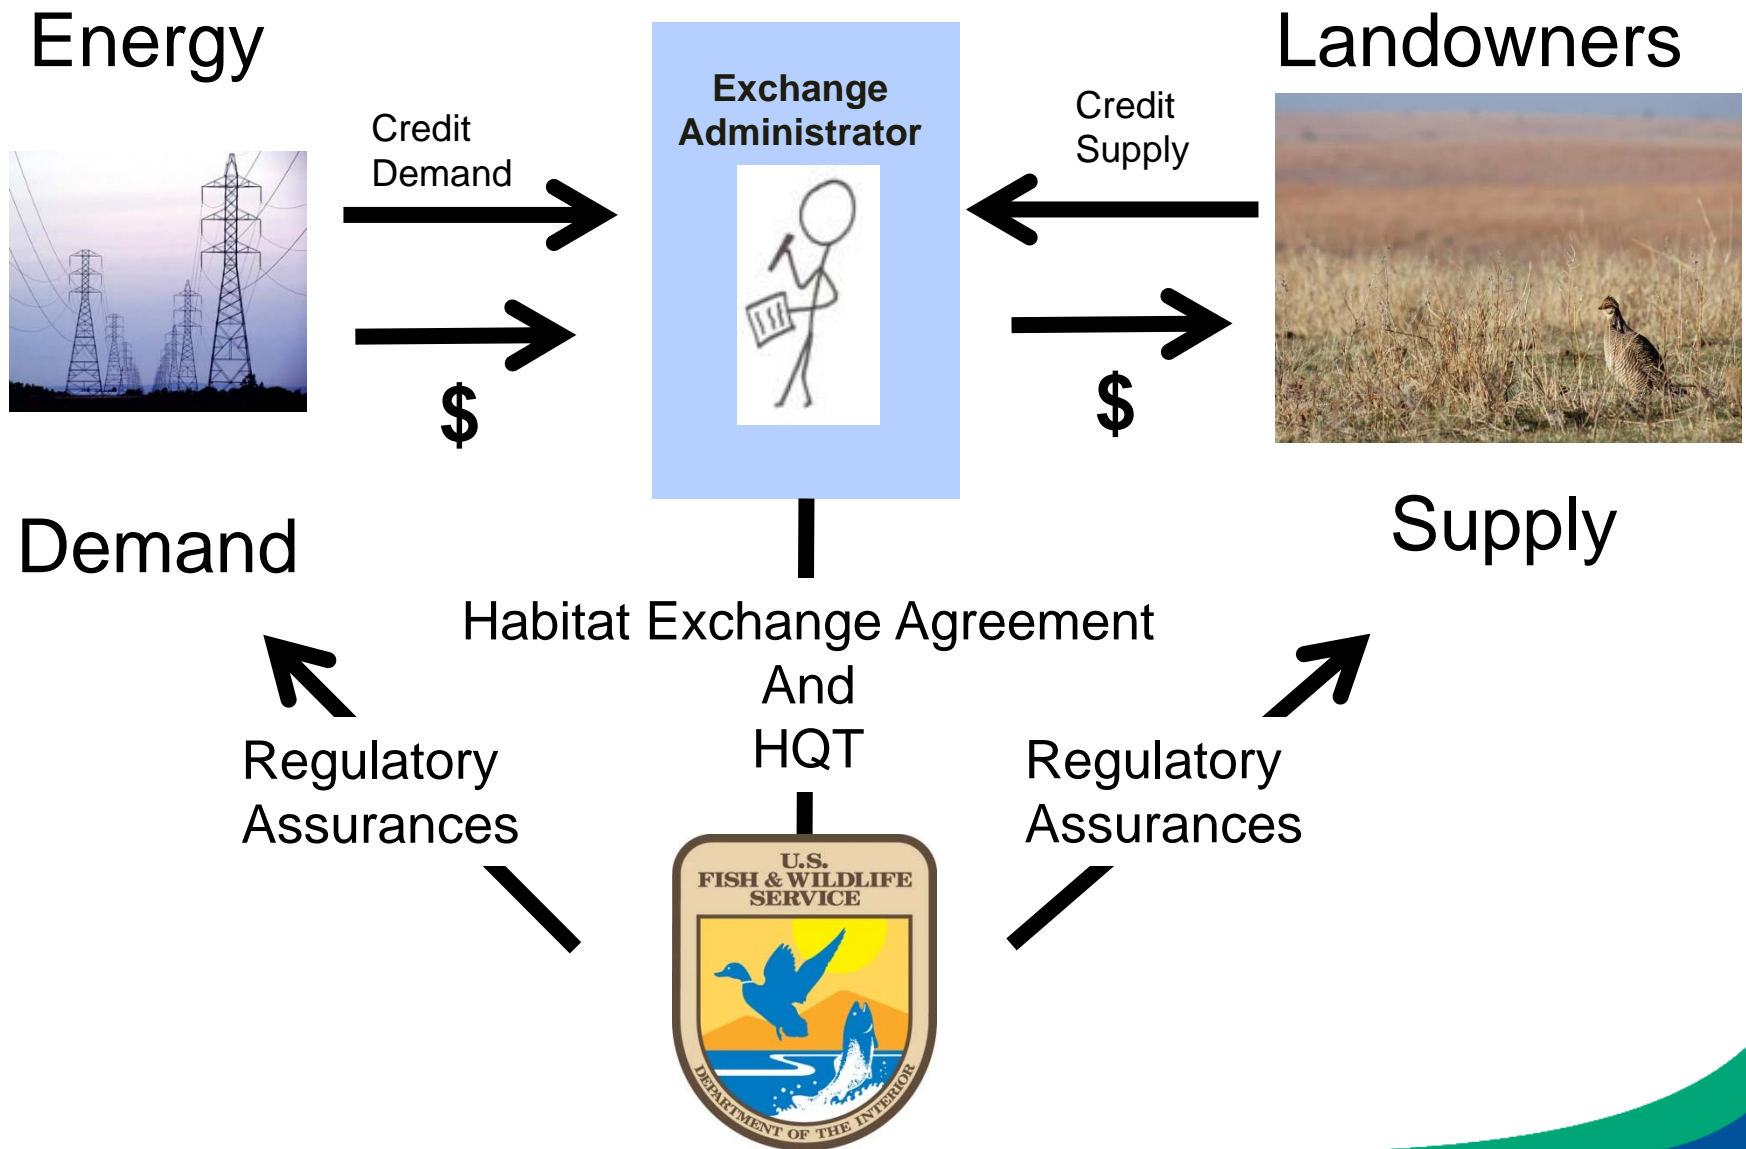 Energy
Landowners
Exchange
Administrator
Credit
Demand
Credit
Supply
$
$
Demand
Supply
Habitat Exchange Agreement
And
HQT
Regulatory
Assurances
Regulatory
Assurances
U.S.
FISH & WILDLIFE
SERVICE
DEPARTMENT OF THE INTERIOR